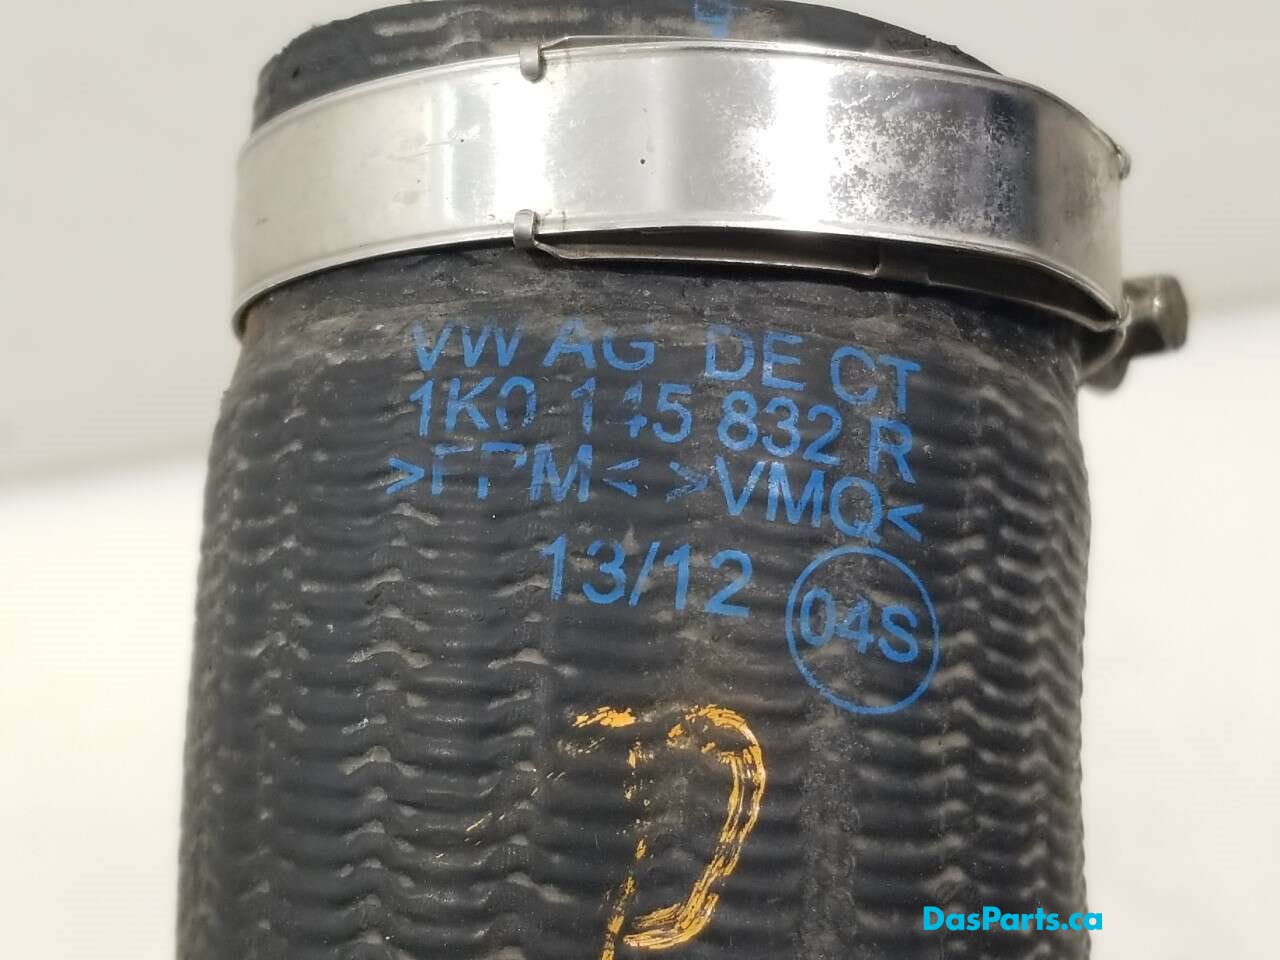 VW AG DE CT
1K0 145 832 R
>FPM< >VMQ<
13/12 04S
DasParts.ca